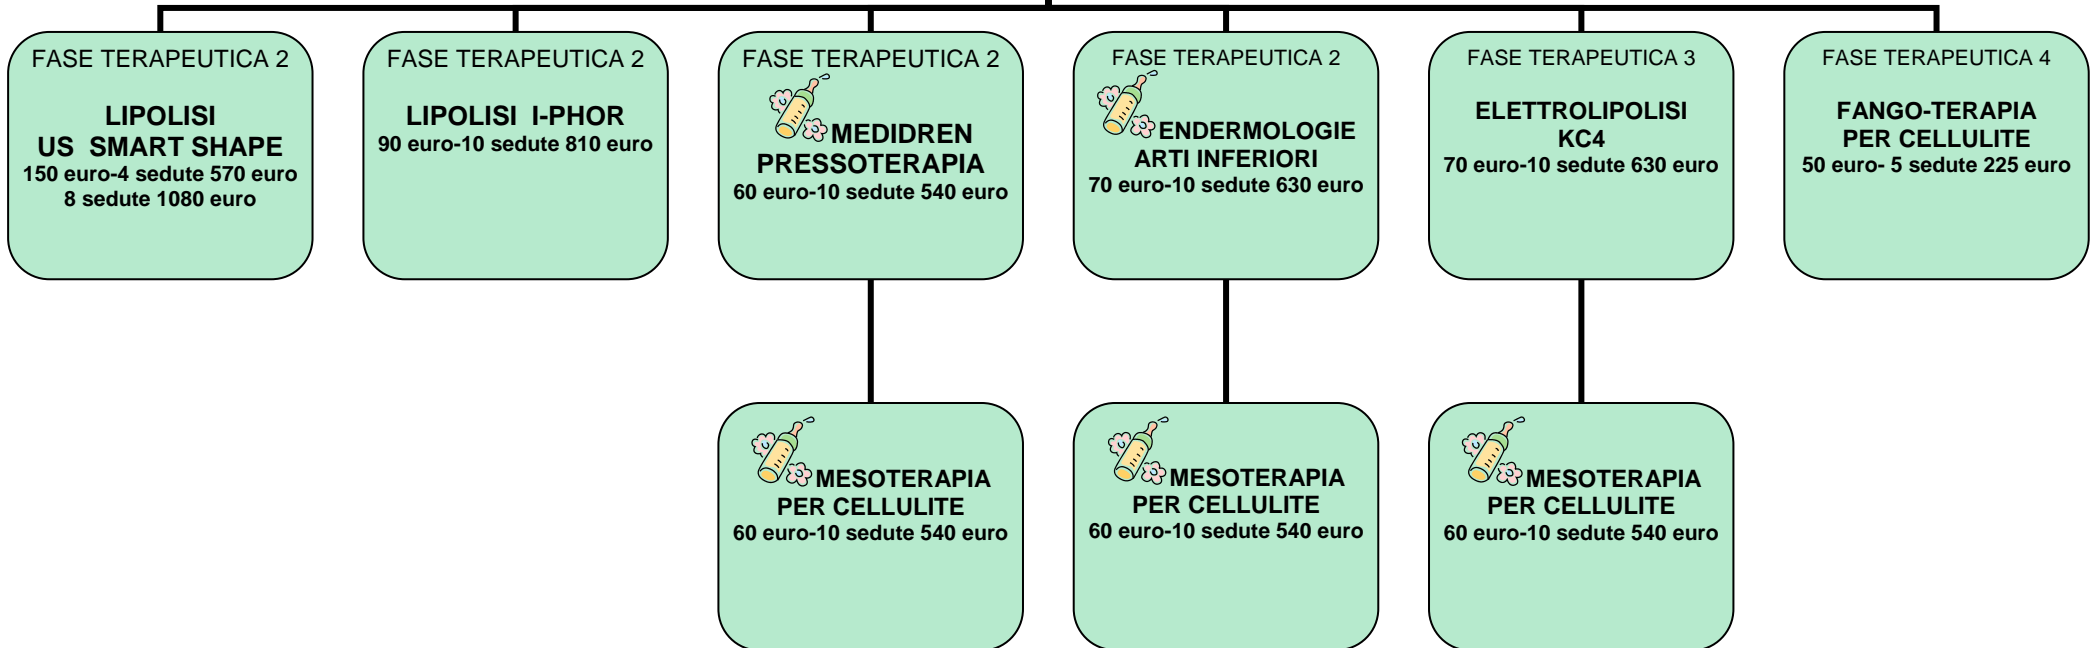 FASE TERAPEUTICA 2
LIPOLISI
US SMART SHAPE
150 euro-4 sedute 570 euro
8 sedute 1080 euro
FASE TERAPEUTICA 2
LIPOLISI I-PHOR
90 euro-10 sedute 810 euro
FASE TERAPEUTICA 2
MEDIDREN
PRESSOTERAPIA
60 euro-10 sedute 540 euro
FASE TERAPEUTICA 2
ENDERMOLOGIE
ARTI INFERIORI
70 euro-10 sedute 630 euro
FASE TERAPEUTICA 3
ELETTROLIPOLISI
KC4
70 euro-10 sedute 630 euro
FASE TERAPEUTICA 4
FANGO-TERAPIA
PER CELLULITE
50 euro- 5 sedute 225 euro
MESOTERAPIA
PER CELLULITE
60 euro-10 sedute 540 euro
MESOTERAPIA
PER CELLULITE
60 euro-10 sedute 540 euro
MESOTERAPIA
PER CELLULITE
60 euro-10 sedute 540 euro